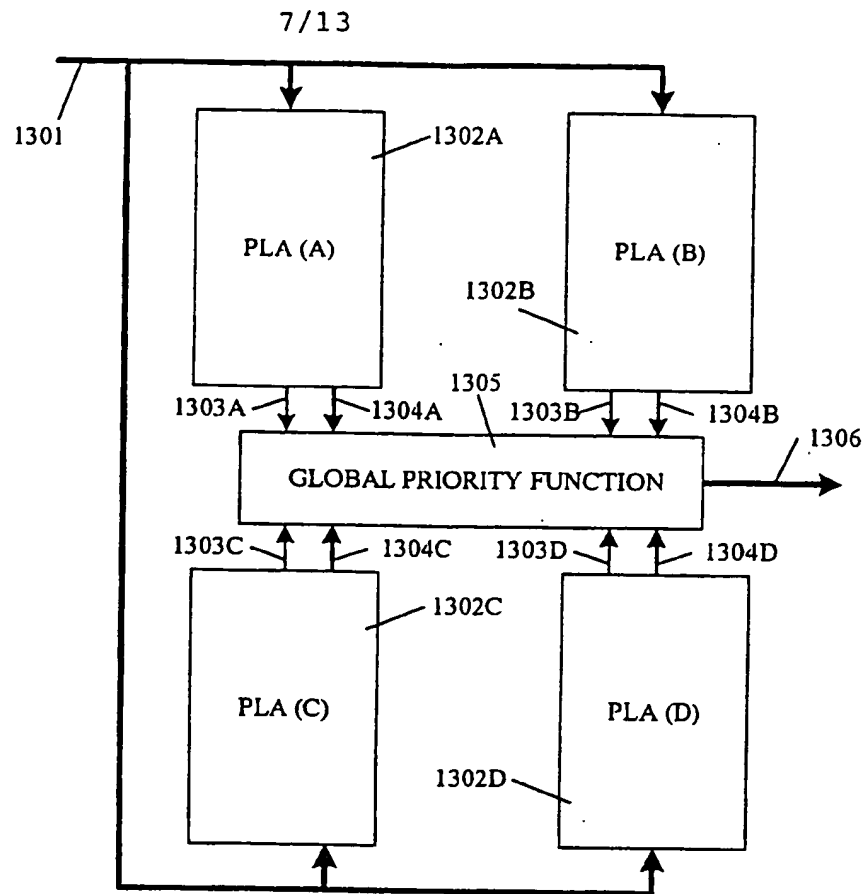 7/13
1301
1302A
PLA (A)
PLA (B)
1302B
1305
1303A
1304A
1303B
1304B
1306
GLOBAL PRIORITY FUNCTION
1303C
1304C
1303D
1304D
1302C
PLA (C)
PLA (D)
1302D